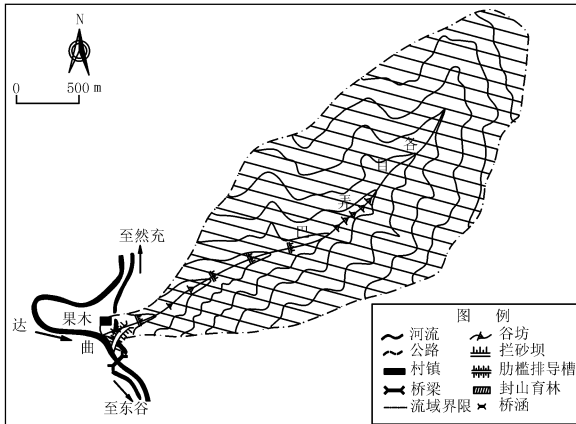 N
0 500 m
各
日
弄
巴
至然充
果木
达
曲
至东谷
图 例
河流 谷坊
公路 拦砂坝
村镇 肋槛排导槽
桥梁 封山育林
流域界限 桥涵